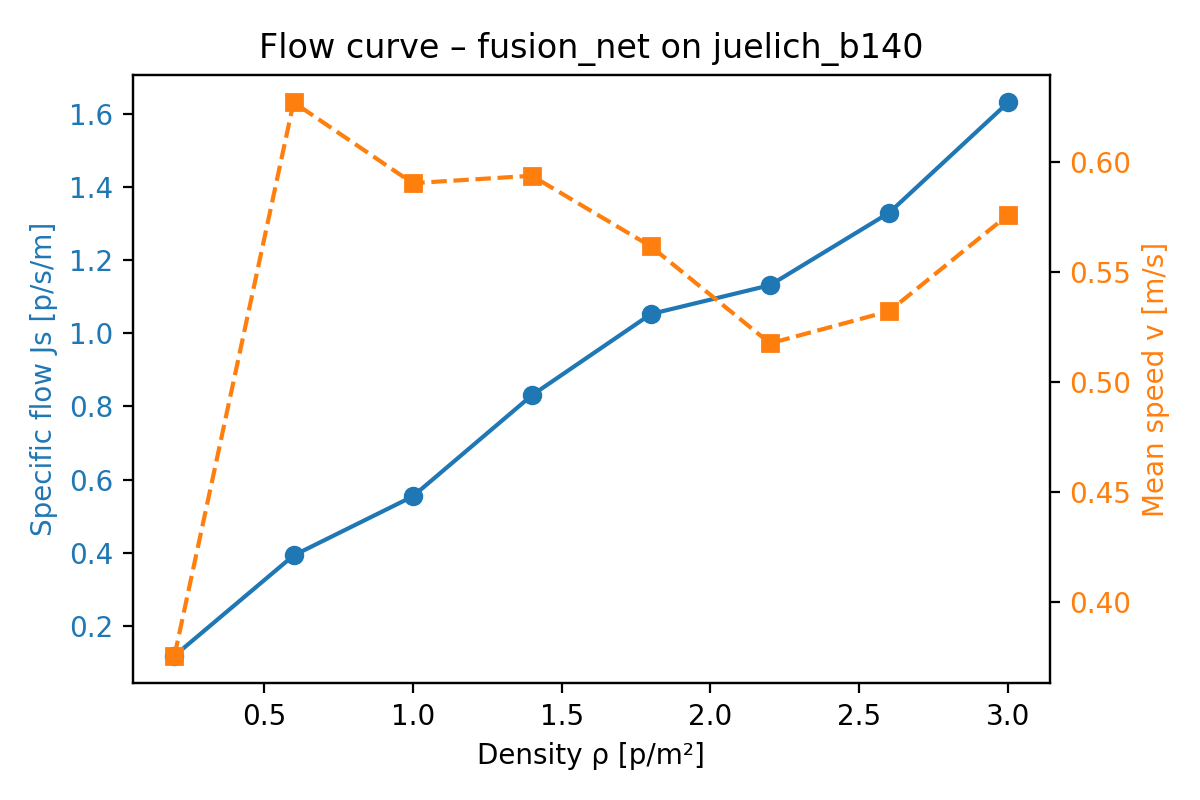 Flow curve – fusion_net on juelich_b140
Specific flow Js [p/s/m]
1.6
1.4
1.2
1.0
0.8
0.6
0.4
0.2
0.60
0.55
0.50
0.45
0.40
Mean speed v [m/s]
0.5 1.0 1.5 2.0 2.5 3.0
Density ρ [p/m²]